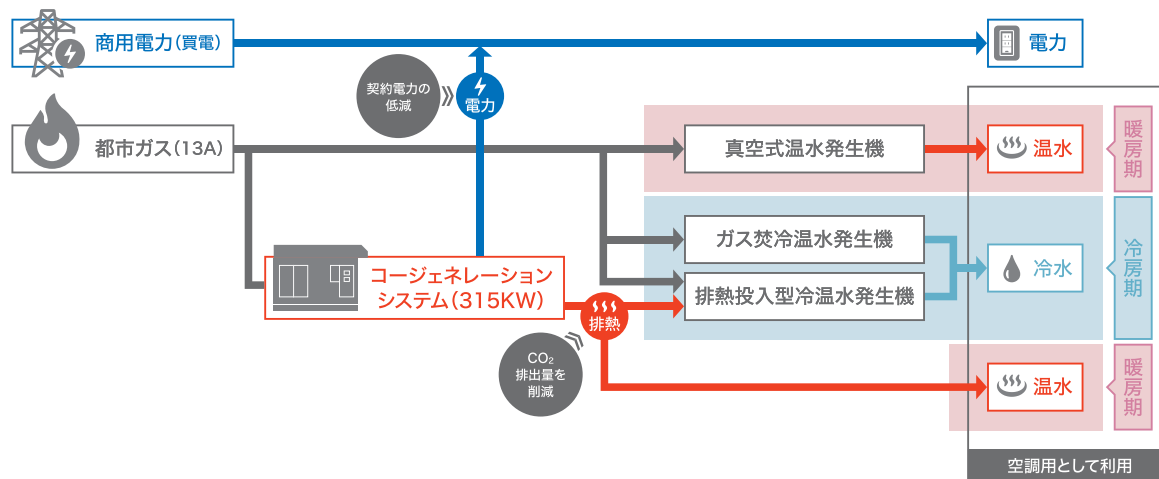 商用電力（買電）
電力
契約電力の
低減
電力
都市ガス（13A）
真空式温水発生機
温水
暖房期
ガス焚冷温水発生機
冷水
冷房期
コージェネレーション
システム（315KW）
排熱投入型冷温水発生機
排熱
CO₂
排出量を
削減
温水
暖房期
空調用として利用